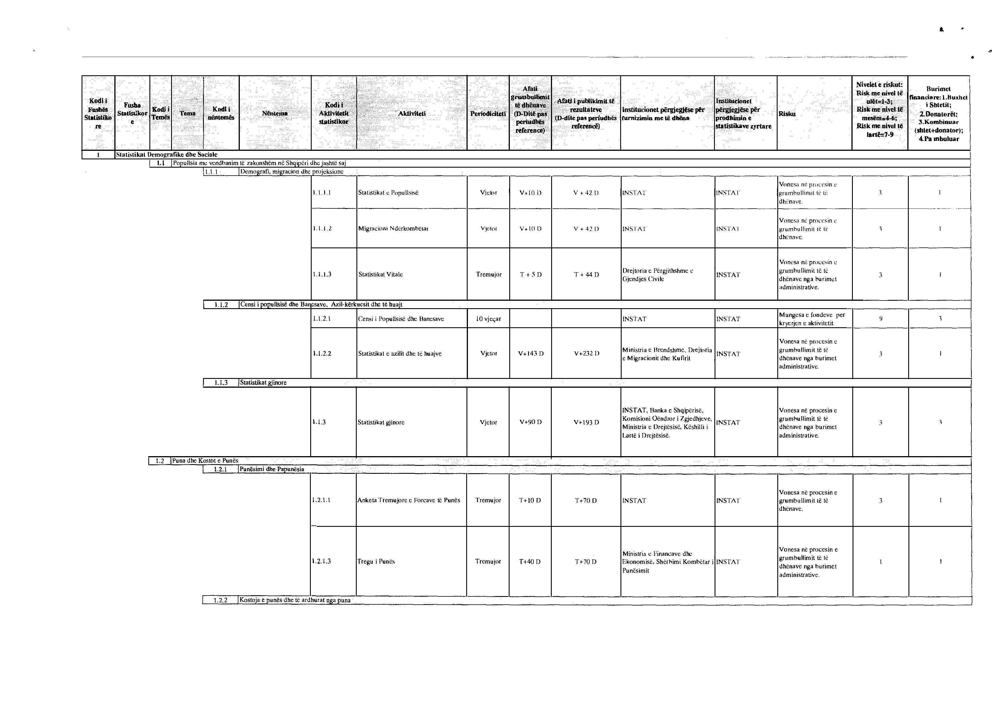 Kodi i Fushës Statistiko re
Fusha Statistikor e
Kodi i Temës
Tema
Kodi i nëntemës
Nëntema
Kodi i Aktivitetit statistikor
Aktiviteti
Periodiciteti
Afati grumbullimit të dhënave (D-Ditë pas periudhës reference)
Afati i publikimit të rezultateve (D-dite pas periudhës referencë)
Institucionet përgjegjëse për furnizimin me të dhëna
Institucionet përgjegjëse për prodhimin e statistikave zyrtare
Risku
Nivelet e riskut: Risk me nivel të ulët=1-3; Risk me nivel të mesëm=4-6; Risk me nivel të lartë=7-9
Burimet financiare: 1.Buxhet i Shtetit; 2.Donatorët; 3.Kombinuar (shtet+donator); 4.Pa mbuluar
1 Statistikat Demografike dhe Sociale
1.1 Popullsia me vendbanim të zakonshëm në Shqipëri dhe jashtë saj
1.1.1 Demografi, migracion dhe projeksione
1.1.1.1 Statistikat e Popullsisë Vjetor V+10 D V + 42 D INSTAT INSTAT Vonesa në procesin e grumbullimit të të dhënave. 3 1
1.1.1.2 Migracioni Ndërkombëtar Vjetor V+10 D V + 42 D INSTAT INSTAT Vonesa në procesin e grumbullimit të të dhënave. 3 1
1.1.1.3 Statistikat Vitale Tremujor T + 5 D T + 44 D Drejtoria e Përgjithshme e Gjendjes Civile INSTAT Vonesa në procesin e grumbullimit të të dhënave nga burimet administrative. 3 1
1.1.2 Censi i popullsisë dhe Banesave, Azil-kërkuesit dhe të huajt
1.1.2.1 Censi i Popullsisë dhe Banesave 10 vjeçar INSTAT INSTAT Mungesa e fondeve per kryerjen e aktivitetit 9 3
1.1.2.2 Statistikat e azilit dhe të huajve Vjetor V+143 D V+232 D Ministria e Brendshme, Drejtoria e Migracionit dhe Kufirit INSTAT Vonesa në procesin e grumbullimit të të dhënave nga burimet administrative. 3 1
1.1.3 Statistikat gjinore
1.1.3 Statistikat gjinore Vjetor V+90 D V+193 D INSTAT, Banka e Shqipërisë, Komisioni Qëndror i Zgjedhjeve, Ministria e Drejtësisë, Këshilli i Lartë i Drejtësisë. INSTAT Vonesa në procesin e grumbullimit të të dhënave nga burimet administrative. 3 3
1.2 Puna dhe Kostot e Punës
1.2.1 Punësimi dhe Papunësia
1.2.1.1 Anketa Tremujore e Forcave të Punës Tremujor T+10 D T+70 D INSTAT INSTAT Vonesa në procesin e grumbullimit të të dhënave. 3 1
1.2.1.3 Tregu i Punës Tremujor T+40 D T+70 D Ministria e Financave dhe Ekonomisë, Shërbimi Kombëtar i Punësimit INSTAT Vonesa në procesin e grumbullimit të të dhënave nga burimet administrative. 1 1
1.2.2 Kostoja e punës dhe të ardhurat nga puna